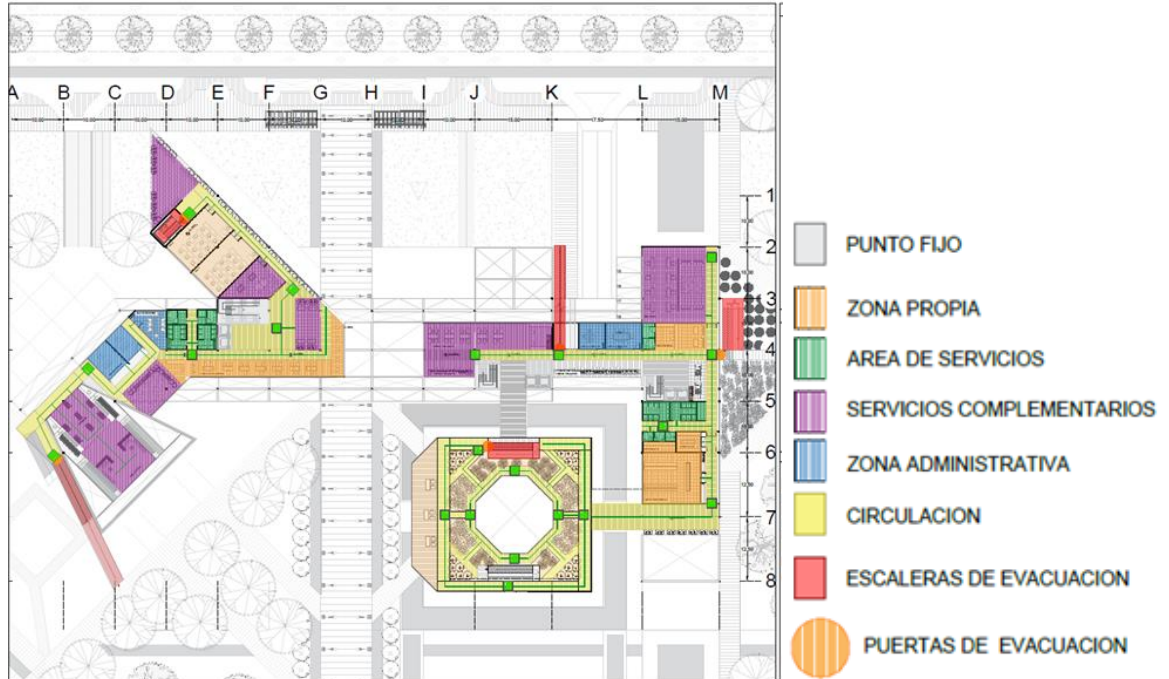 A B C D E F G H I J K L M
1
2
3
4
5
6
7
8
PUNTO FIJO
ZONA PROPIA
AREA DE SERVICIOS
SERVICIOS COMPLEMENTARIOS
ZONA ADMINISTRATIVA
CIRCULACION
ESCALERAS DE EVACUACION
PUERTAS DE EVACUACION